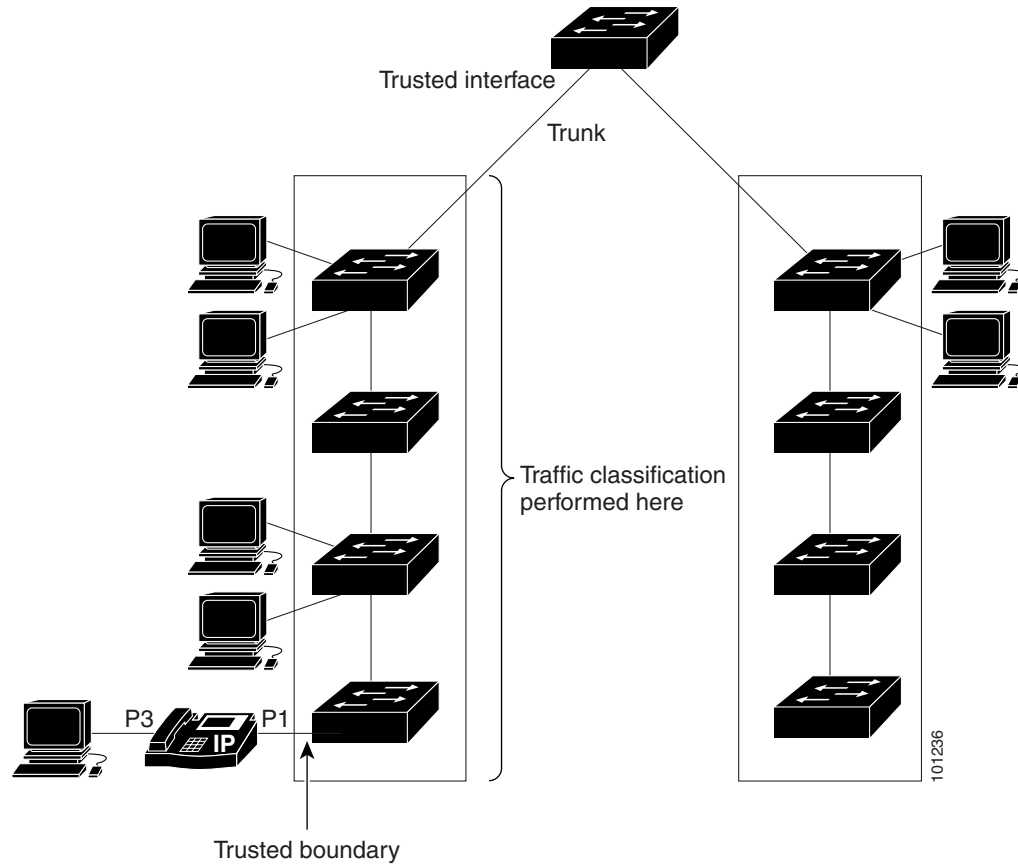 Trusted interface
Trunk
Traffic classification
performed here
P3
IP
P1
101236
Trusted boundary